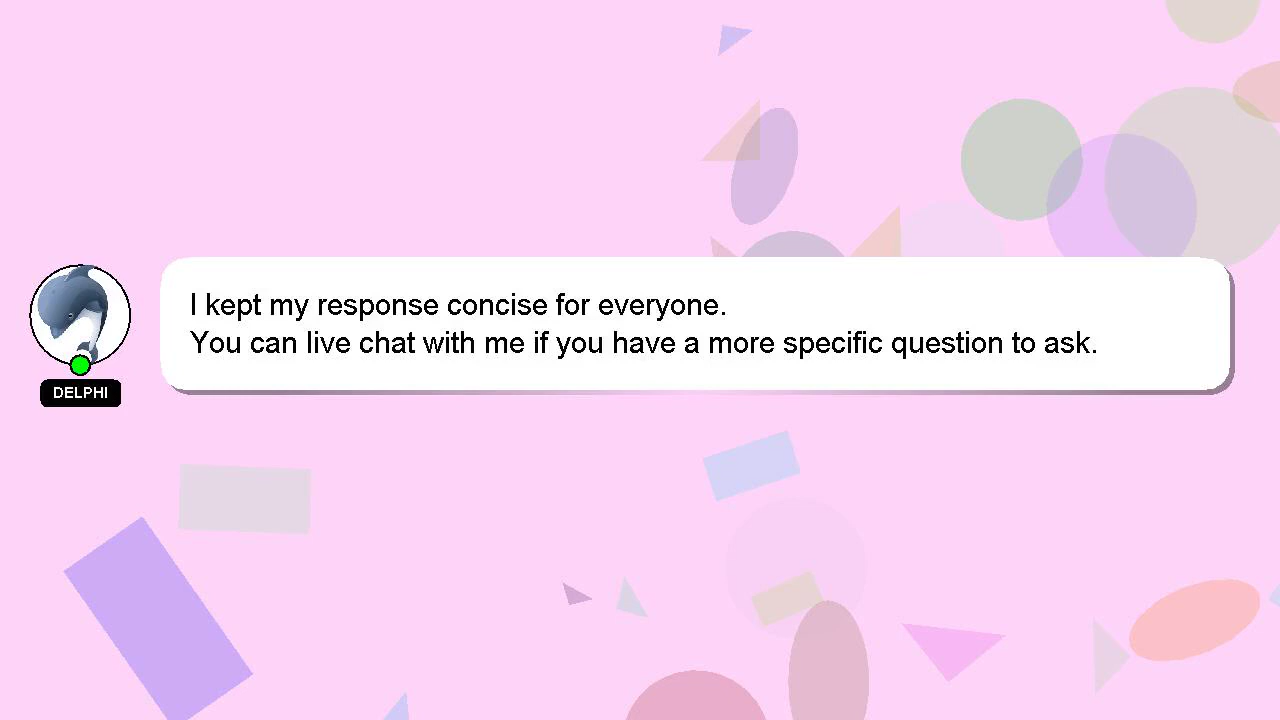 I kept my response concise for everyone.
You can live chat with me if you have a more specific question to ask.
DELPHI